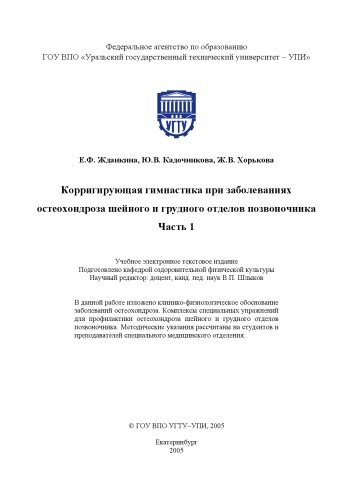 Федеральное агентство по образованию
ГОУ ВПО «Уральский государственный технический университет – УПИ»
УГТУ
Е.Ф. Жданкина, Ю.В. Кадочникова, Ж.В. Хорькова
Корригирующая гимнастика при заболеваниях
остеохондроза шейного и грудного отделов позвоночника
Часть 1
Учебное электронное текстовое издание
Подготовлено кафедрой оздоровительной физической культуры
Научный редактор: доцент, канд. пед. наук В.П. Шлыков
В данной работе изложено клинико-физиологическое обоснование
заболеваний остеохондроза. Комплексы специальных упражнений
для профилактики остеохондроза шейного и грудного отделов
позвоночника. Методические указания рассчитаны на студентов и
преподавателей специального медицинского отделения.
© ГОУ ВПО УГТУ–УПИ, 2005
Екатеринбург
2005